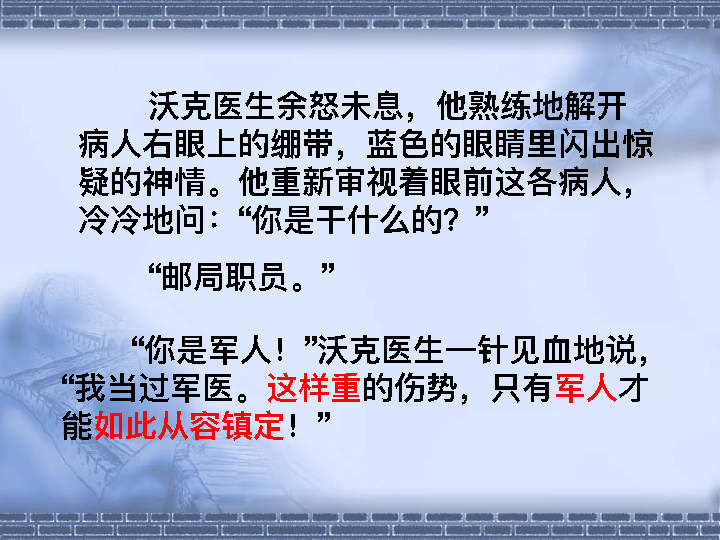 沃克医生余怒未息，他熟练地解开
病人右眼上的绷带，蓝色的眼睛里闪出惊
疑的神情。他重新审视着眼前这各病人，
冷冷地问：“你是干什么的？”
“邮局职员。”
“你是军人！”沃克医生一针见血地说，
“我当过军医。这样重的伤势，只有军人才
能如此从容镇定！”